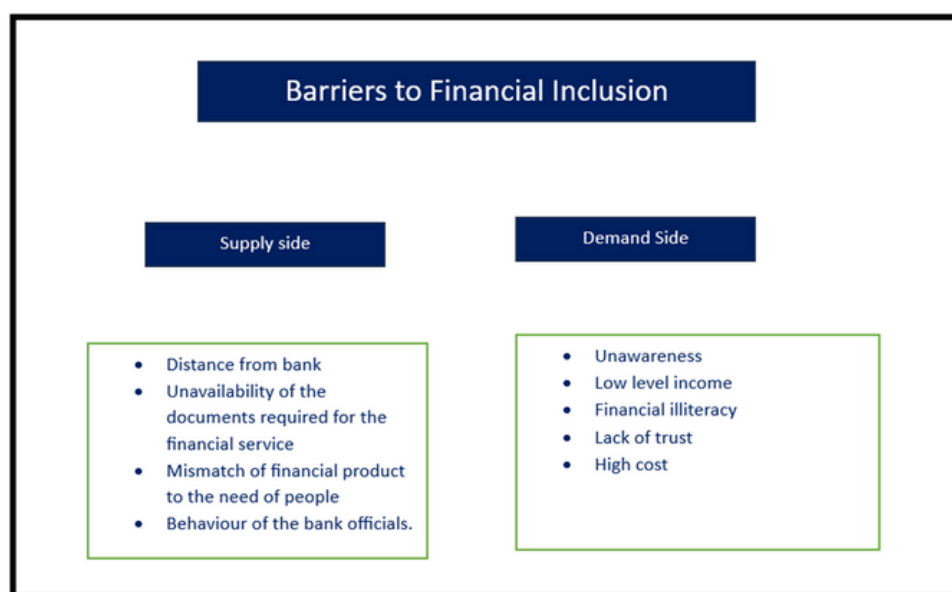 Barriers to Financial Inclusion
Supply side
Demand Side
• Distance from bank
• Unavailability of the
documents required for the
financial service
• Mismatch of financial product
to the need of people
• Behaviour of the bank officials.
• Unawareness
• Low level income
• Financial illiteracy
• Lack of trust
• High cost